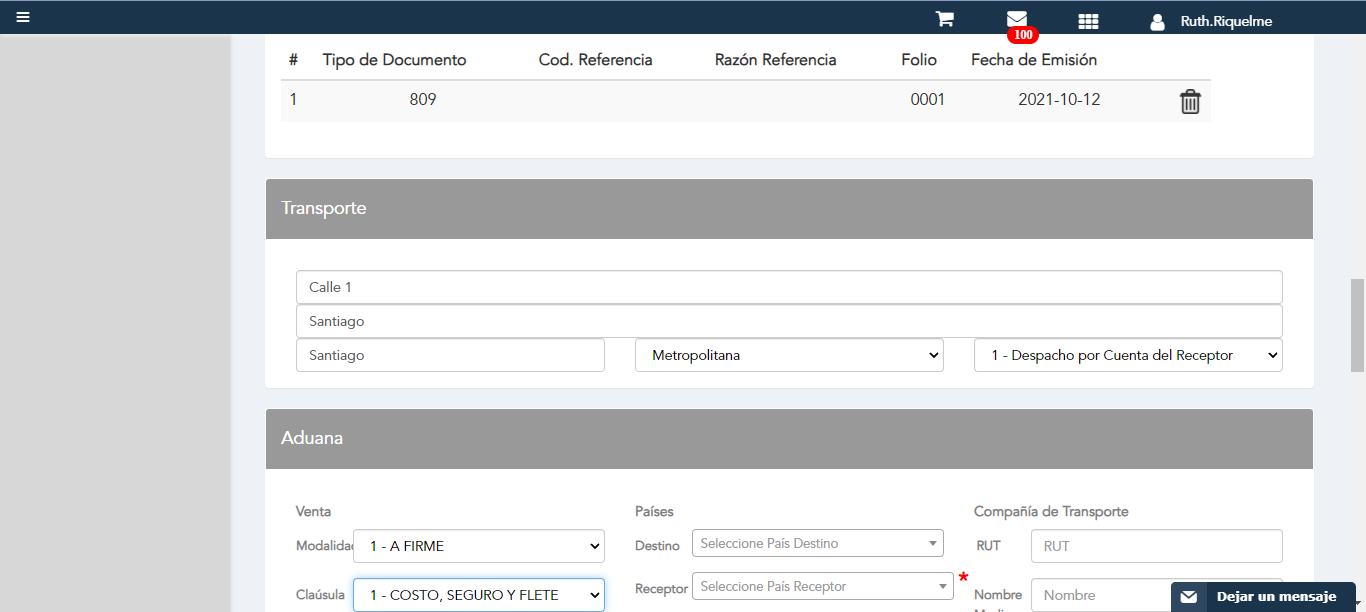 Ruth.Riquelme
100
# Tipo de Documento Cod. Referencia Razón Referencia Folio Fecha de Emisión
1 809 0001 2021-10-12
Transporte
Calle 1
Santiago
Santiago Metropolitana 1 - Despacho por Cuenta del Receptor
Aduana
Venta Países Compañía de Transporte
Modalidad 1 - A FIRME Destino Seleccione País Destino RUT RUT
Claúsula 1 - COSTO, SEGURO Y FLETE Receptor Seleccione País Receptor * Nombre Nombre
Dejar un mensaje